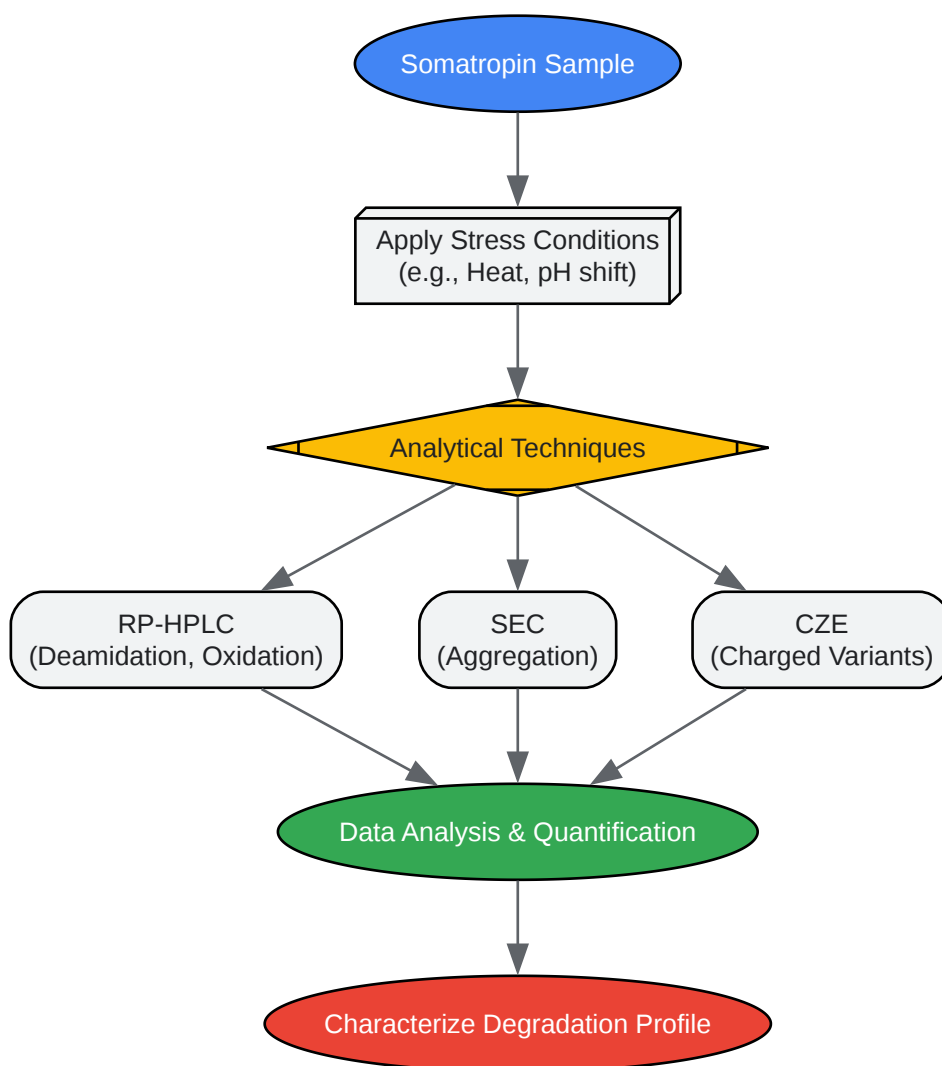 Somatropin Sample
Apply Stress Conditions
(e.g., Heat, pH shift)
Analytical Techniques
RP-HPLC
(Deamidation, Oxidation)
SEC
(Aggregation)
CZE
(Charged Variants)
Data Analysis & Quantification
Characterize Degradation Profile